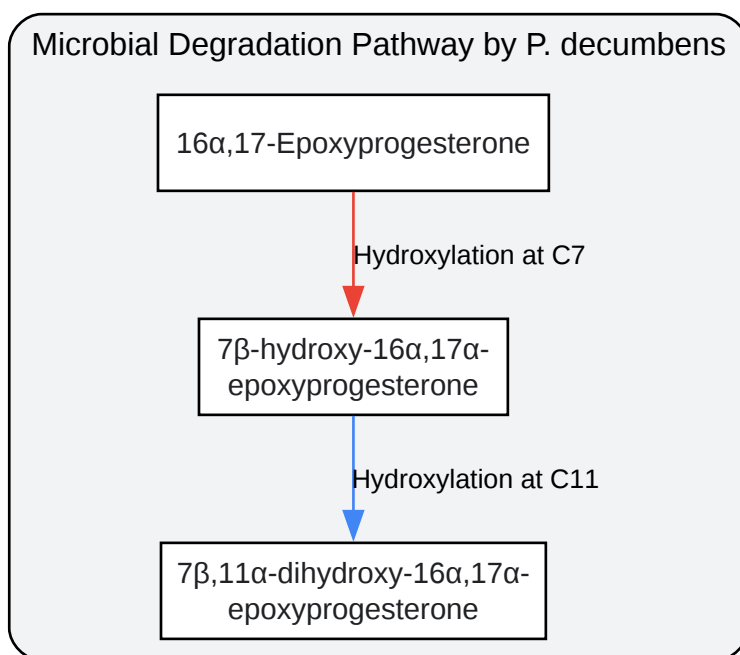 Microbial Degradation Pathway by P. decumbens
16α,17-Epoxyprogesterone
Hydroxylation at C7
7β-hydroxy-16α,17α-
epoxyprogesterone
Hydroxylation at C11
7β,11α-dihydroxy-16α,17α-
epoxyprogesterone